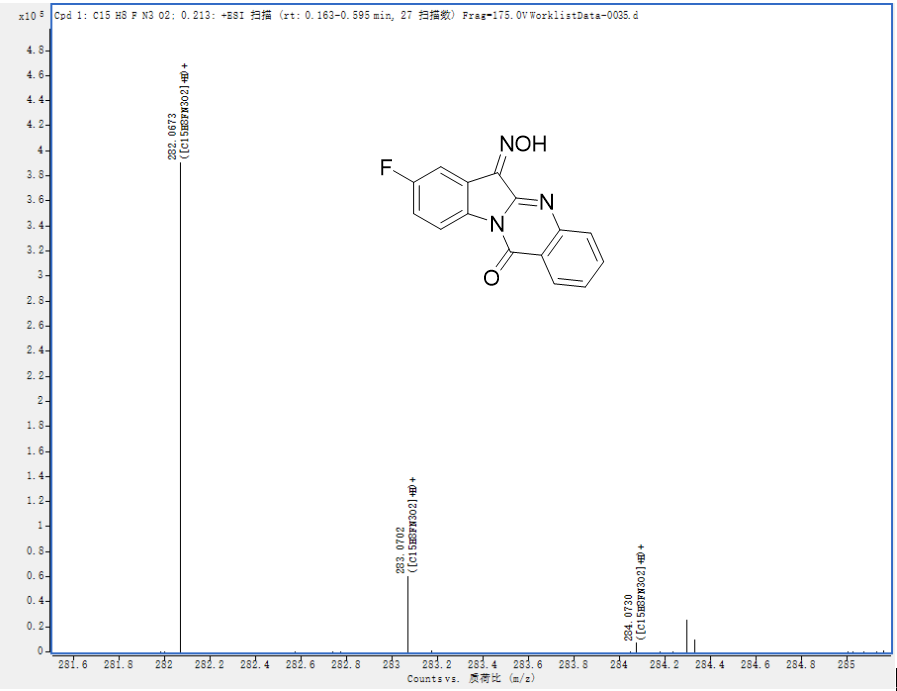 x10 5 Cpd 1: C15 H8 F N3 O2: 0.213: +ESI 扫描 (rt: 0.163-0.595 min, 27 扫描数) Frag=175.0V WorklistData-0035.d
4.8
4.6
4.4
4.2
4
3.8
3.6
3.4
3.2
3
2.8
2.6
2.4
2.2
2
1.8
1.6
1.4
1.2
1
0.8
0.6
0.4
0.2
0
282.0673
([C15H8FN3O2]+H)+
283.0702
([C15H8FN3O2]+H)+
284.0730
([C15H8FN3O2]+H)+
NOH
F
N
N
O
281.6 281.8 282 282.2 282.4 282.6 282.8 283 283.2 283.4 283.6 283.8 284 284.2 284.4 284.6 284.8 285
Counts vs. 质荷比 (m/z)